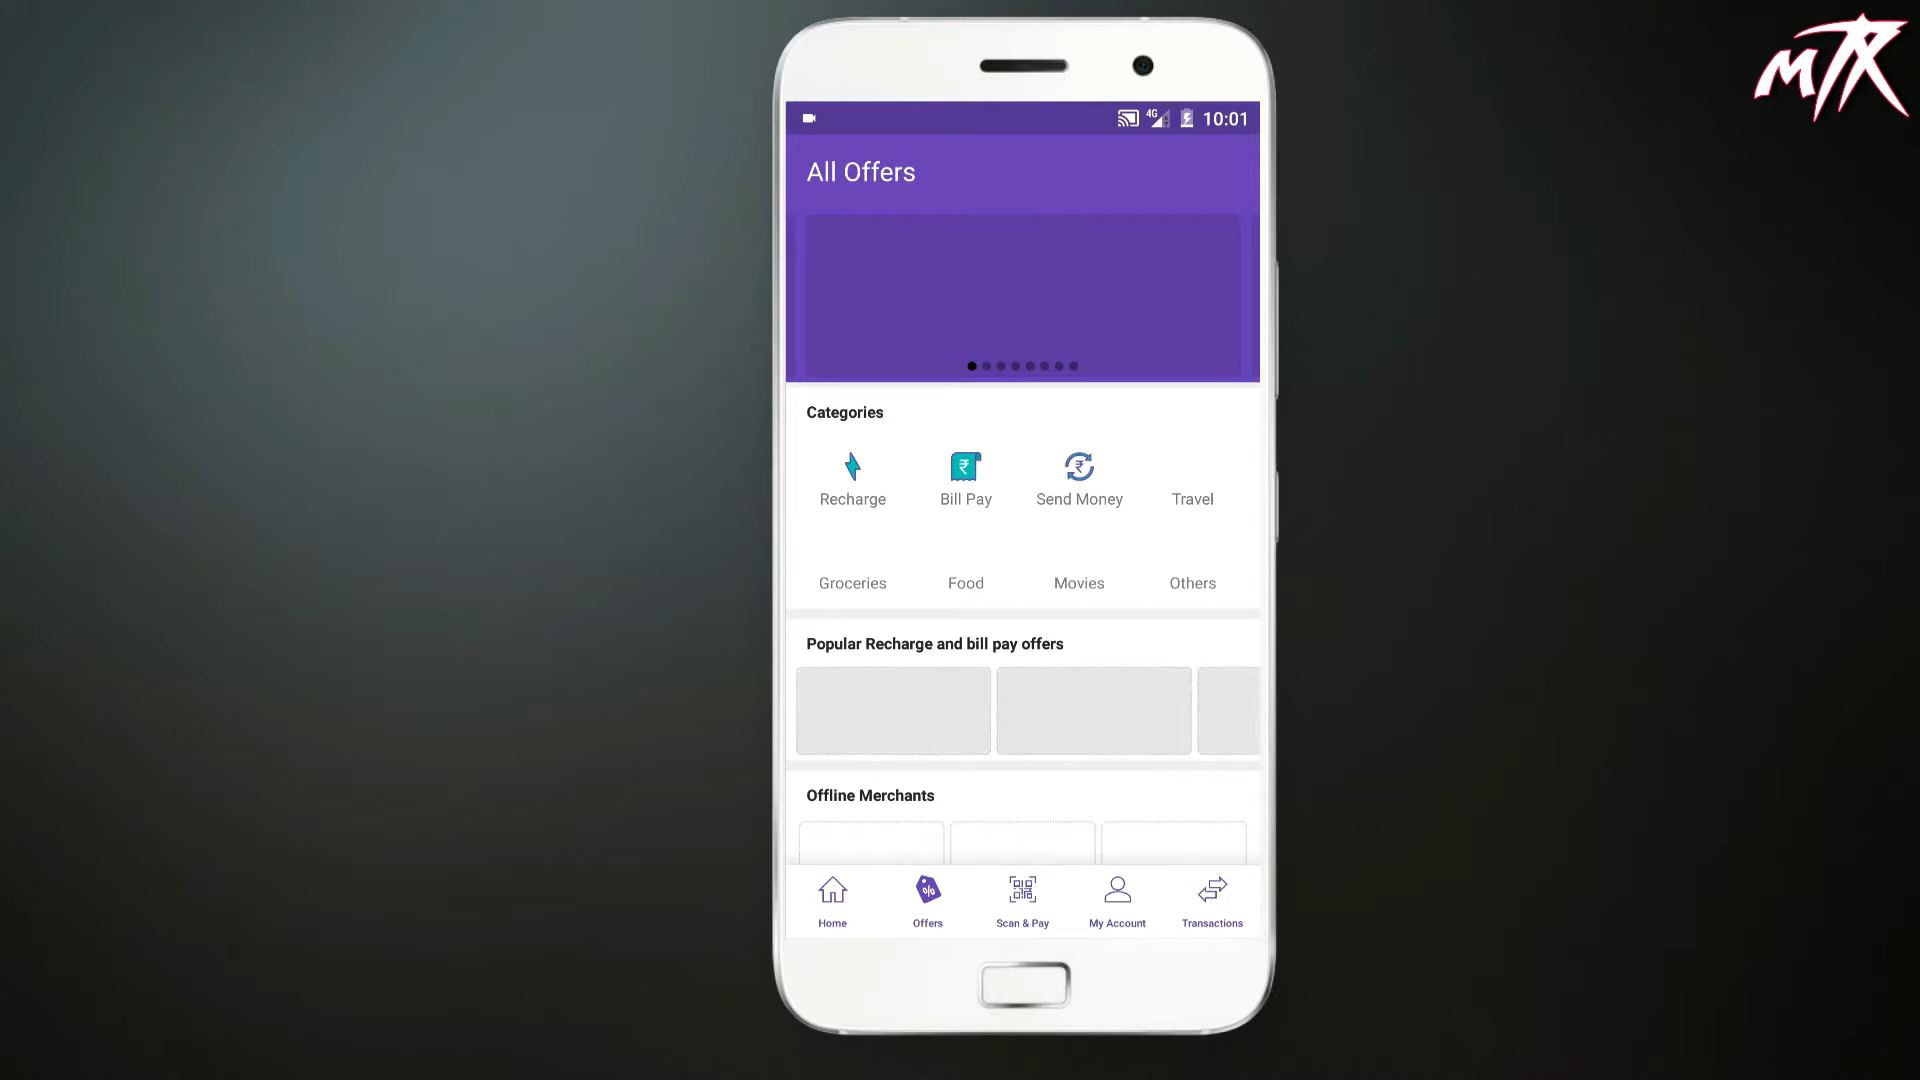 MTR
4G 10:01
All Offers
Categories
Recharge Bill Pay Send Money Travel
Groceries Food Movies Others
Popular Recharge and bill pay offers
Offline Merchants
Home Offers Scan & Pay My Account Transactions